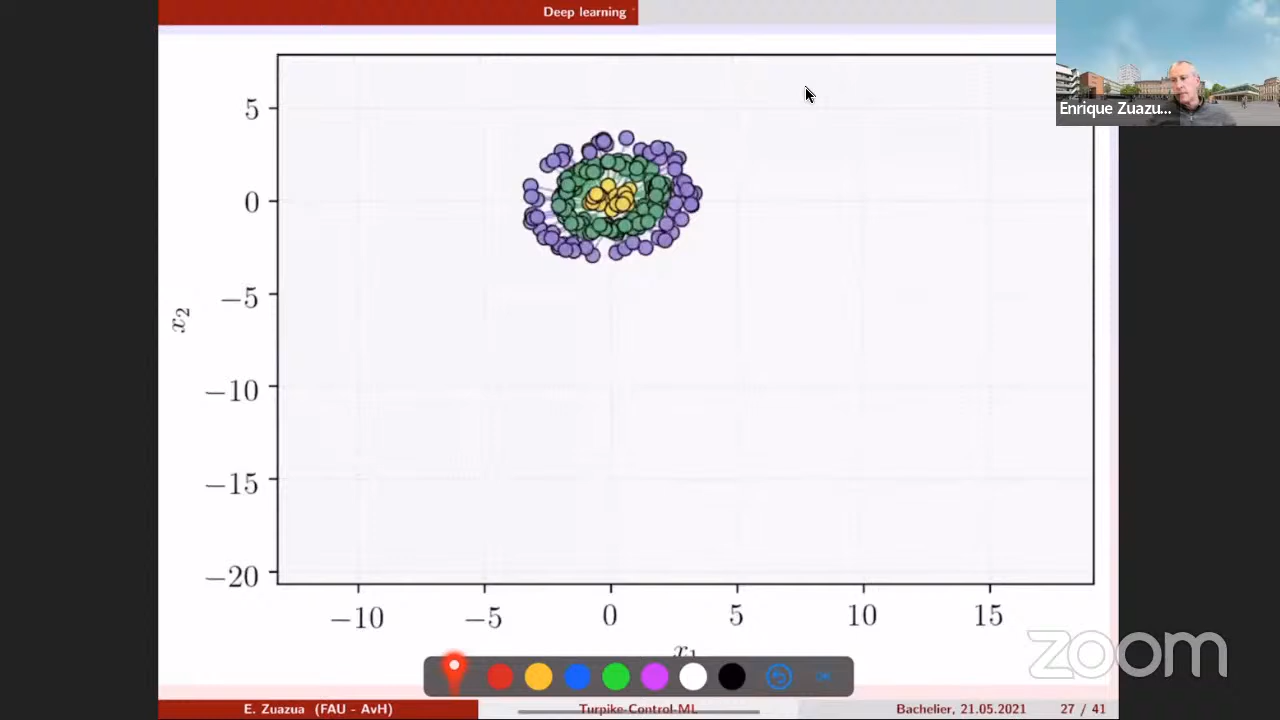 Deep learning
Enrique Zuazu...
5
0
−5
−10
−15
−20
x2
−10
−5
0
5
10
15
x1
zoom
E. Zuazua (FAU - AvH)
Turpike-Control-ML
Bachelier, 21.05.2021
27 / 41